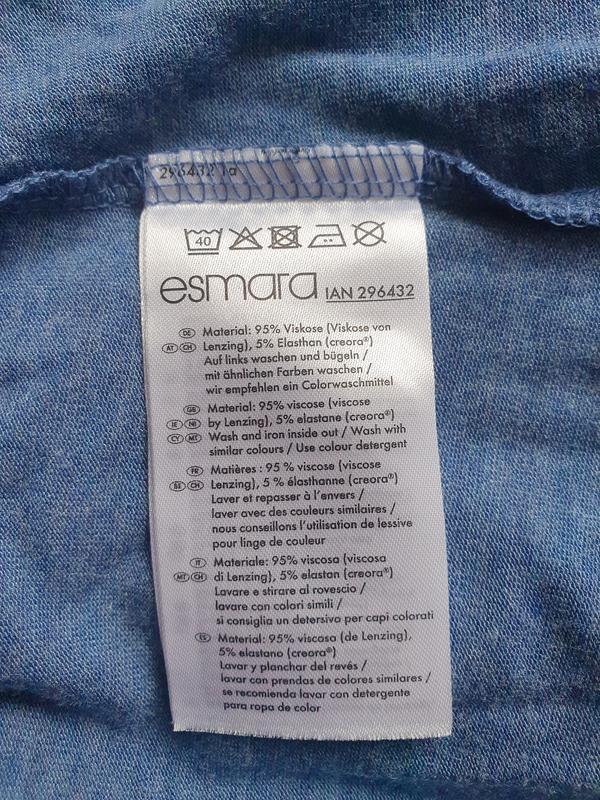 296432 1a
40
esmara IAN 296432
DE Material: 95% Viskose (Viskose von
AT CH Lenzing), 5% Elasthan (creora®)
Auf links waschen und bügeln /
mit ähnlichen Farben waschen /
wir empfehlen ein Colorwaschmittel
GB Material: 95% viscose (viscose
IE NI by Lenzing), 5% elastane (creora®)
CY MT Wash and iron inside out / Wash with
similar colours / Use colour detergent
FR Matières : 95 % viscose (viscose
BE CH Lenzing), 5 % élasthanne (creora®)
Laver et repasser à l'envers /
laver avec des couleurs similaires /
nous conseillons l'utilisation de lessive
pour linge de couleur
IT Materiale: 95% viscosa (viscosa
MT CH di Lenzing), 5% elastan (creora®)
Lavare e stirare al rovescio /
lavare con colori simili /
si consiglia un detersivo per capi colorati
ES Material: 95% viscosa (de Lenzing),
5% elastano (creora®)
Lavar y planchar del revés /
lavar con prendas de colores similares /
se recomienda lavar con detergente
para ropa de color